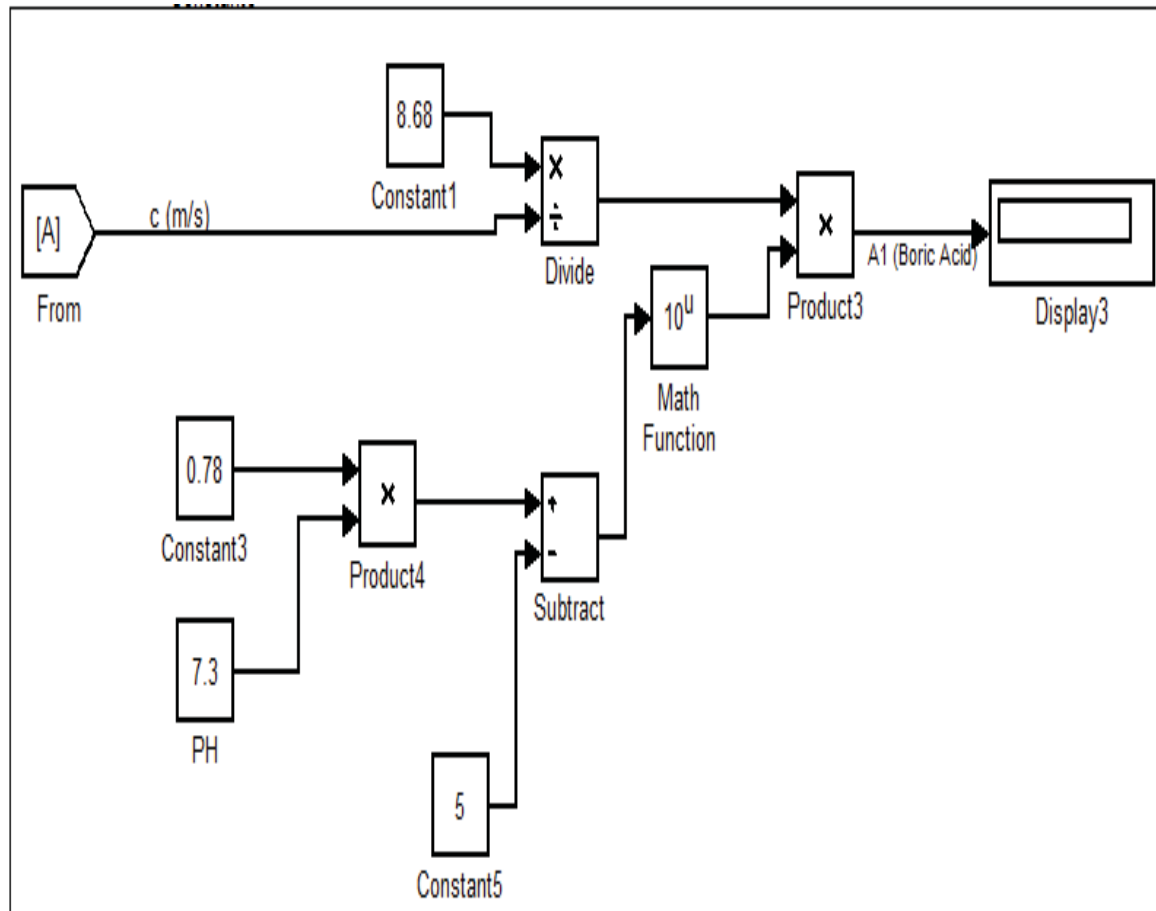 8.68
Constant1
[A]
c (m/s)
From
×
÷
Divide
×
Product3
A1 (Boric Acid)
Display3
10^u
Math
Function
0.78
Constant3
×
Product4
+
-
Subtract
7.3
PH
5
Constant5